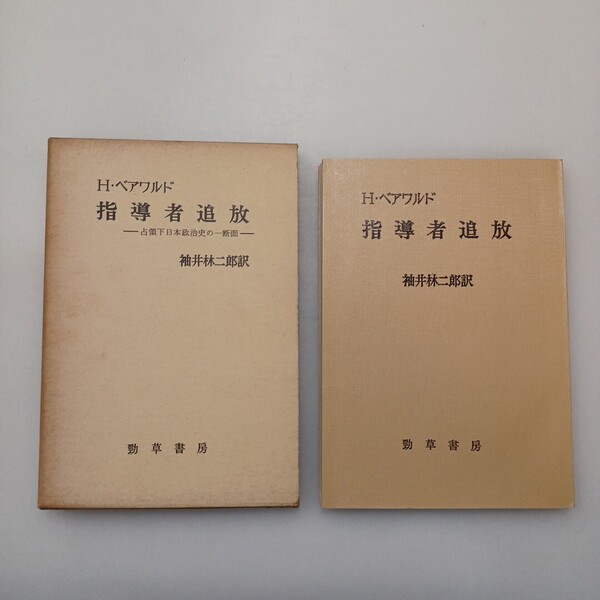 H・ベアワルド
指導者追放
―占領下日本政治史の一断面―
袖井林二郎訳
勁草書房
H・ベアワルド
指導者追放
袖井林二郎訳
勁草書房